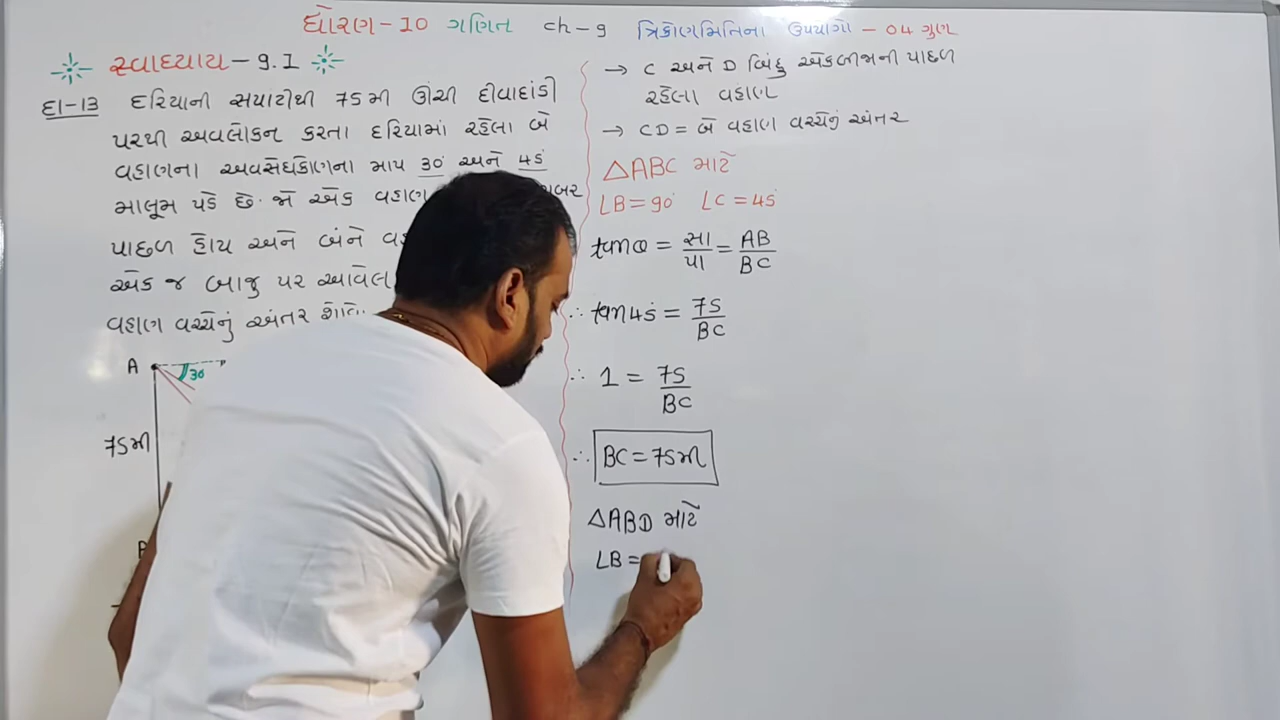 ધોરણ-10 ગણિત ch-9 ત્રિકોણમિતિના ઉપયોગો - 04 ગુણ
સ્વાધ્યાય - 9.1
દા-13 દરિયાની સપાટીથી 75મી ઊંચી દીવાદાંડી
પરથી અવલોકન કરતા દરિયામાં રહેલા બે
વહાણના અવસેધકોણના માપ 30° અને 45°
માલૂમ પડે છે. જો એક વહાણ
પાછળ હોય અને બંને
એક જ બાજુ પર આવેલ
વહાણ વચ્ચેનું અંતર
A
30
75મી
→ C અને D બિંદુ એકબીજાની પાછળ
રહેલા વહાણ
→ CD = બે વહાણ વચ્ચેનું અંતર
△ABC માટે
∠B = 90° ∠C = 45°
tanθ = સા/પા = AB/BC
∴ tan45° = 75/BC
∴ 1 = 75/BC
∴ BC = 75મી
△ABD માટે
∠B =